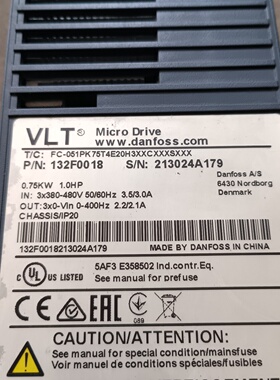 VLT® Micro Drive
www.danfoss.com
T/C: FC-051PK75T4E20H3XXCXXXSXXX
P/N: 132F0018 S/N: 213024A179
0.75KW 1.0HP
IN: 3x380-480V 50/60Hz 3.5/3.0A
OUT: 3x0-Vin 0-400Hz 2.2/2.1A
CHASSIS/IP20
Danfoss A/S
6430 Nordborg
Denmark
132F0018213024A179 MADE BY DANFOSS IN CHINA
CE UL US LISTED EAC 089
5AF3 E358502 Ind.contr.Eq.
See manual for prefuse
CAUTION/ATTENTION:
See manual for special condition/mainsfuse
Voir manuel de conditions spéciales/fusibles